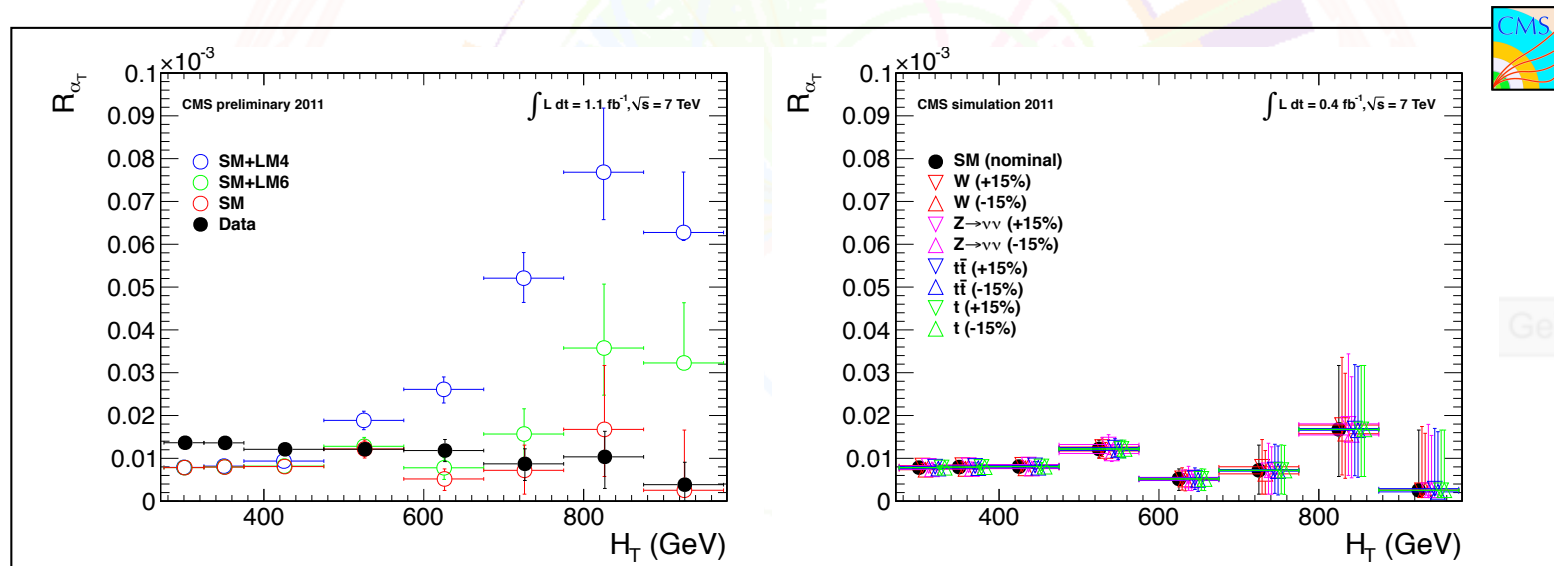 CMS
×10⁻³
R_α_T
0.1
0.09
0.08
0.07
0.06
0.05
0.04
0.03
0.02
0.01
0
CMS preliminary 2011
∫ L dt = 1.1 fb⁻¹, √s = 7 TeV
SM+LM4
SM+LM6
SM
Data
400 600 800
H_T (GeV)
×10⁻³
R_α_T
0.1
0.09
0.08
0.07
0.06
0.05
0.04
0.03
0.02
0.01
0
CMS simulation 2011
∫ L dt = 0.4 fb⁻¹, √s = 7 TeV
SM (nominal)
W (+15%)
W (-15%)
Z→νν (+15%)
Z→νν (-15%)
tt̄ (+15%)
tt̄ (-15%)
t (+15%)
t (-15%)
400 600 800
H_T (GeV)
Ge